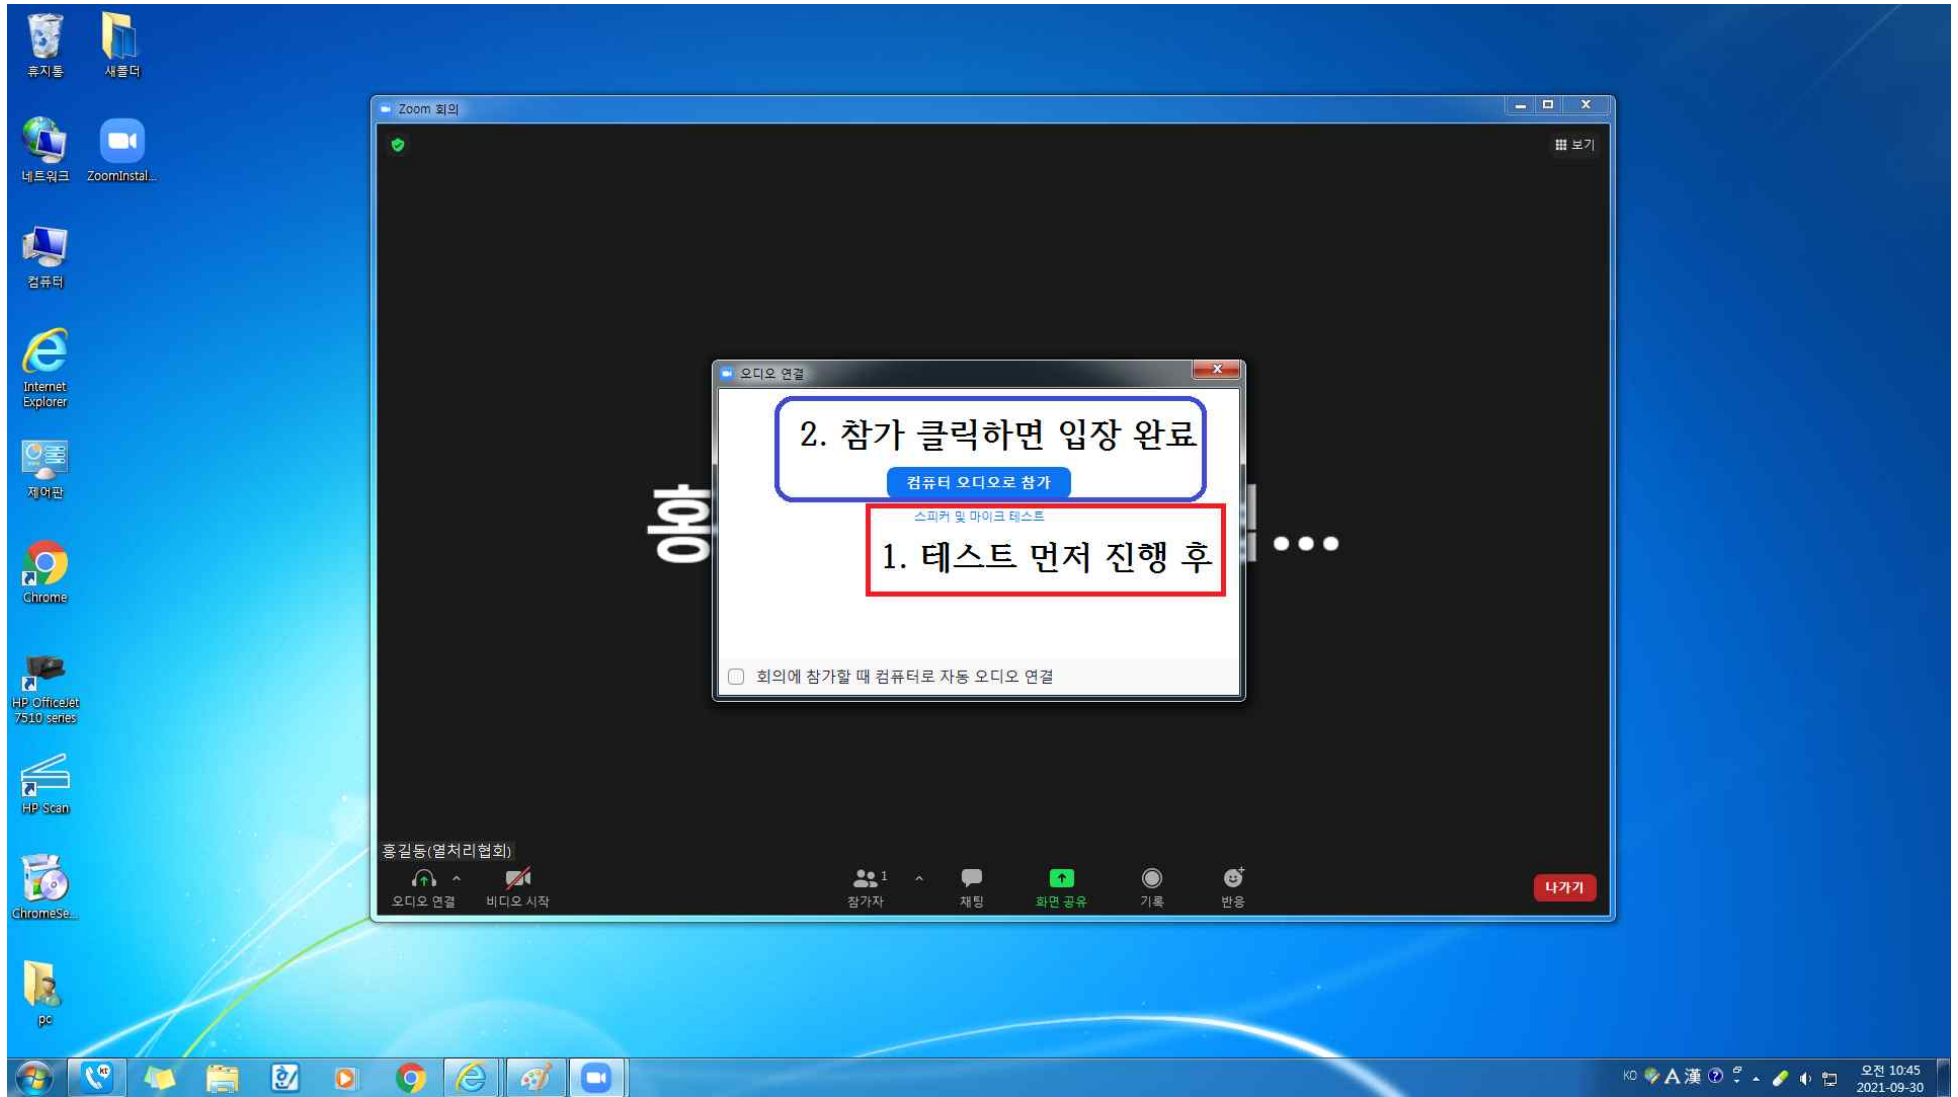 휴지통
새폴더
네트워크
ZoomInstal...
컴퓨터
Internet
Explorer
제어판
Chrome
HP OfficeJet
7510 series
HP Scan
ChromeSe...
pc
Zoom 회의
보기
오디오 연결
2. 참가 클릭하면 입장 완료
컴퓨터 오디오로 참가
스피커 및 마이크 테스트
1. 테스트 먼저 진행 후
홍
...
회의에 참가할 때 컴퓨터로 자동 오디오 연결
홍길동(열처리협회)
오디오 연결
비디오 시작
1
참가자
채팅
화면 공유
기록
반응
나가기
KO A 漢
오전 10:45
2021-09-30